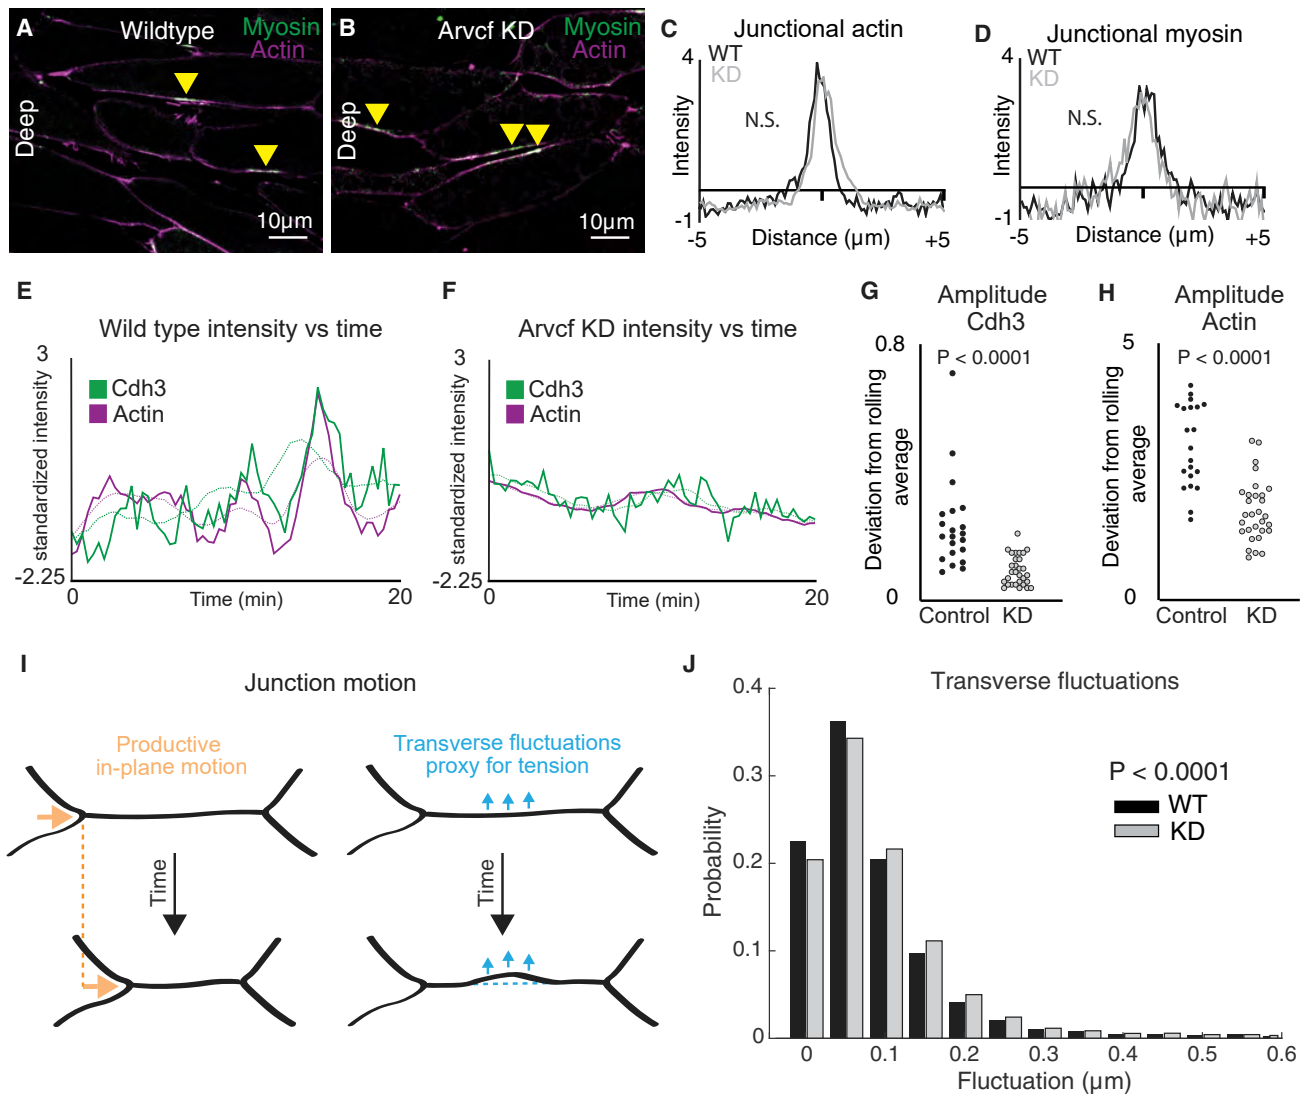 A
Wildtype
Myosin
Actin
Deep
10µm
B
Arvcf KD
Myosin
Actin
Deep
10µm
C
Junctional actin
WT
KD
4
N.S.
Intensity
-1
-5
Distance (µm)
+5
D
Junctional myosin
WT
KD
4
N.S.
Intensity
-1
-5
Distance (µm)
+5
E
Wild type intensity vs time
3
Cdh3
Actin
standardized intensity
-2.25
0
Time (min)
20
F
Arvcf KD intensity vs time
3
Cdh3
Actin
standardized intensity
-2.25
0
Time (min)
20
G
Amplitude
Cdh3
0.8
P < 0.0001
Deviation from rolling
average
0
Control
KD
H
Amplitude
Actin
5
P < 0.0001
Deviation from rolling
average
0
Control
KD
I
Junction motion
Productive
in-plane motion
Transverse fluctuations
proxy for tension
Time
Time
J
Transverse fluctuations
0.4
0.3
0.2
0.1
0
Probability
P < 0.0001
WT
KD
0
0.1
0.2
0.3
0.4
0.5
0.6
Fluctuation (µm)